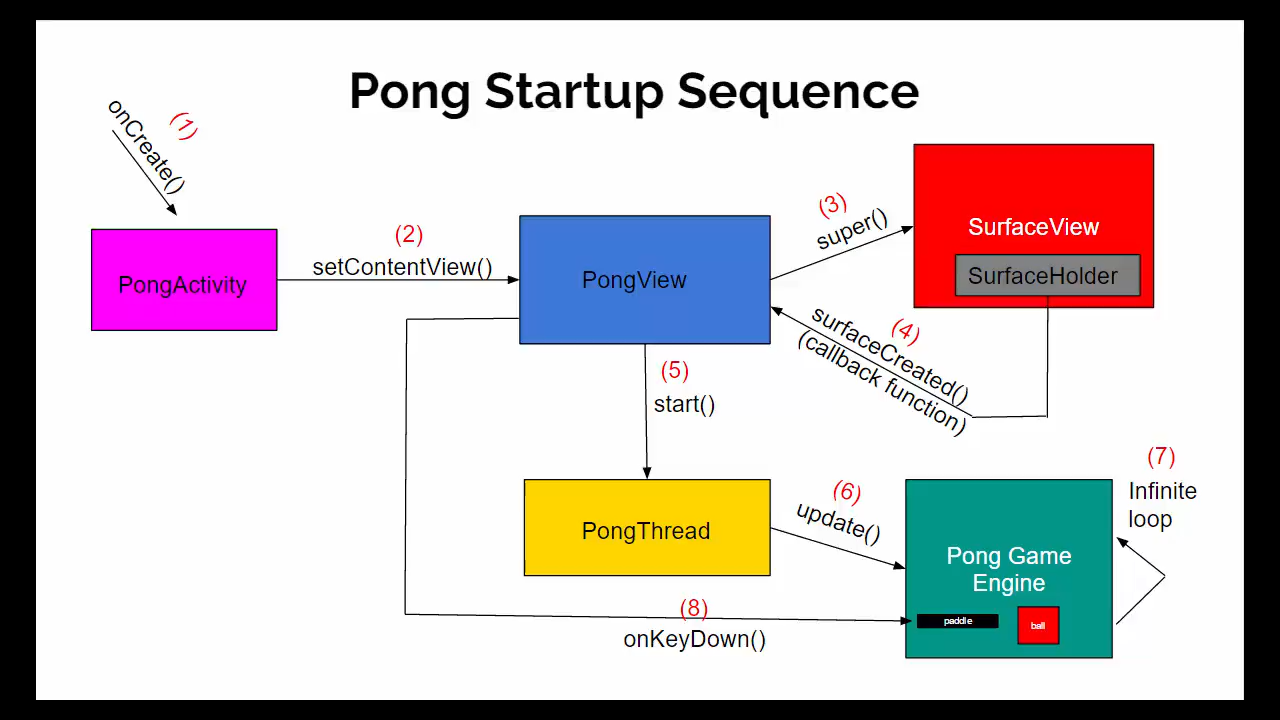 Pong Startup Sequence
(1)
onCreate()
PongActivity
(2)
setContentView()
PongView
(3)
super()
SurfaceView
SurfaceHolder
(4)
surfaceCreated()
(callback function)
(5)
start()
PongThread
(6)
update()
(7)
Infinite
loop
Pong Game
Engine
paddle
ball
(8)
onKeyDown()